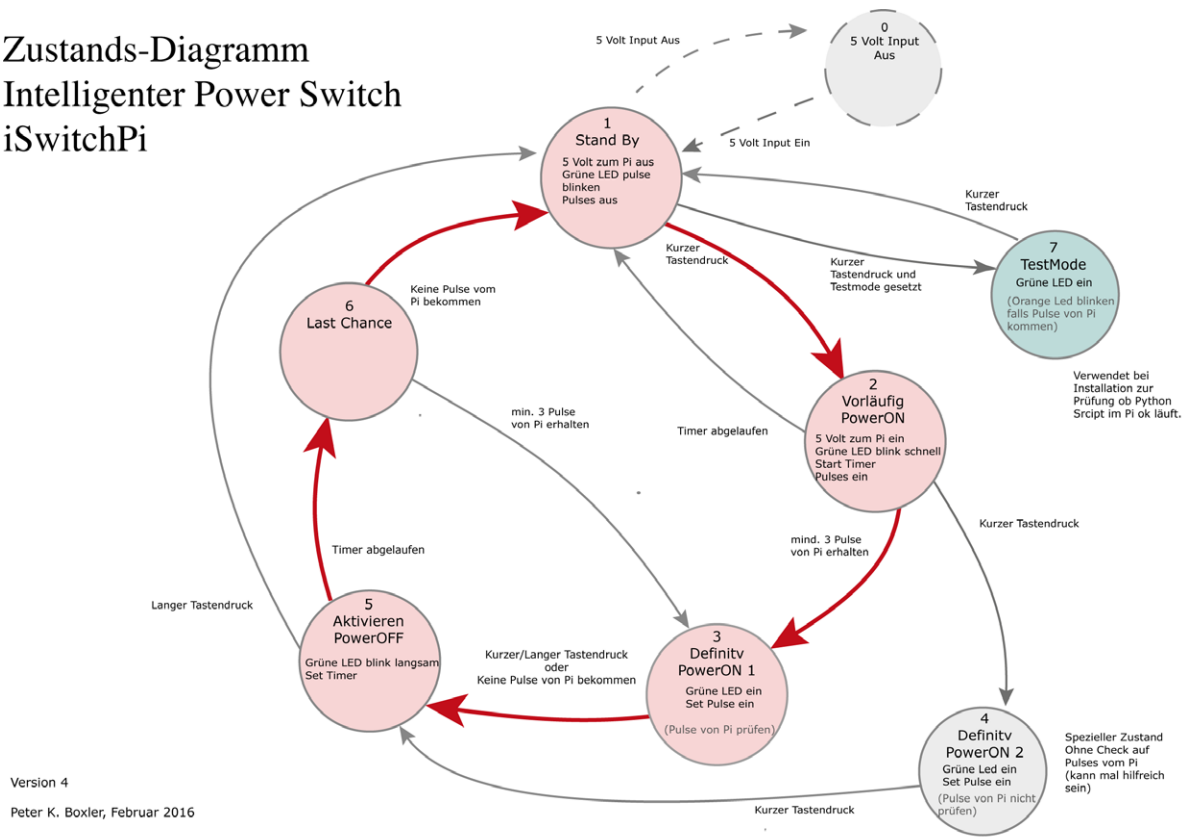 Zustands-Diagramm
Intelligenter Power Switch
iSwitchPi
5 Volt Input Aus
0
5 Volt Input
Aus
5 Volt Input Ein
1
Stand By
5 Volt zum Pi aus
Grüne LED pulse
blinken
Pulses aus
Kurzer
Tastendruck
Kurzer
Tastendruck
Kurzer
Tastendruck und
Testmode gesetzt
7
TestMode
Grüne LED ein
(Orange Led blinken
falls Pulse von Pi
kommen)
Verwendet bei
Installation zur
Prüfung ob Python
Srcipt im Pi ok läuft.
Keine Pulse vom
Pi bekommen
6
Last Chance
2
Vorläufig
PowerON
5 Volt zum Pi ein
Grüne LED blink schnell
Start Timer
Pulses ein
min. 3 Pulse
von Pi erhalten
Timer abgelaufen
Kurzer Tastendruck
mind. 3 Pulse
von Pi erhalten
Timer abgelaufen
Langer Tastendruck
5
Aktivieren
PowerOFF
Grüne LED blink langsam
Set Timer
Kurzer/Langer Tastendruck
oder
Keine Pulse von Pi bekommen
3
Definitv
PowerON 1
Grüne LED ein
Set Pulse ein
(Pulse von Pi prüfen)
4
Definitv
PowerON 2
Grüne Led ein
Set Pulse ein
(Pulse von Pi nicht
prüfen)
Spezieller Zustand
Ohne Check auf
Pulses vom Pi
(kann mal hilfreich
sein)
Kurzer Tastendruck
Version 4
Peter K. Boxler, Februar 2016